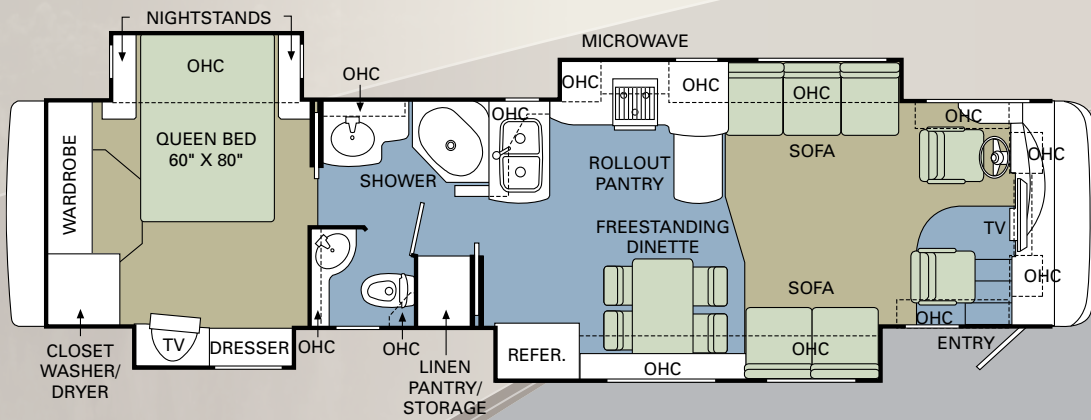 NIGHTSTANDS
OHC
QUEEN BED
60" X 80"
WARDROBE
CLOSET
WASHER/
DRYER
TV
DRESSER
OHC
SHOWER
OHC
OHC
LINEN
PANTRY/
STORAGE
MICROWAVE
OHC
OHC
OHC
ROLLOUT
PANTRY
FREESTANDING
DINETTE
REFER.
OHC
OHC
SOFA
SOFA
OHC
OHC
OHC
TV
OHC
OHC
ENTRY